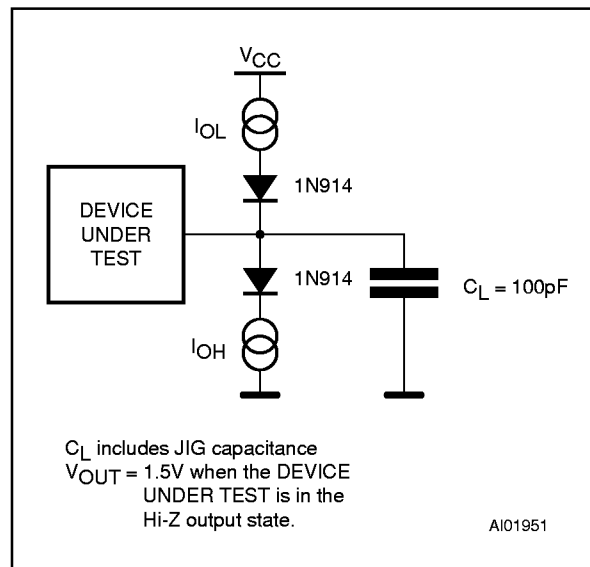 VCC
IOL
1N914
DEVICE
UNDER
TEST
1N914
CL = 100pF
IOH
CL includes JIG capacitance
VOUT = 1.5V when the DEVICE
UNDER TEST is in the
Hi-Z output state.
AI01951